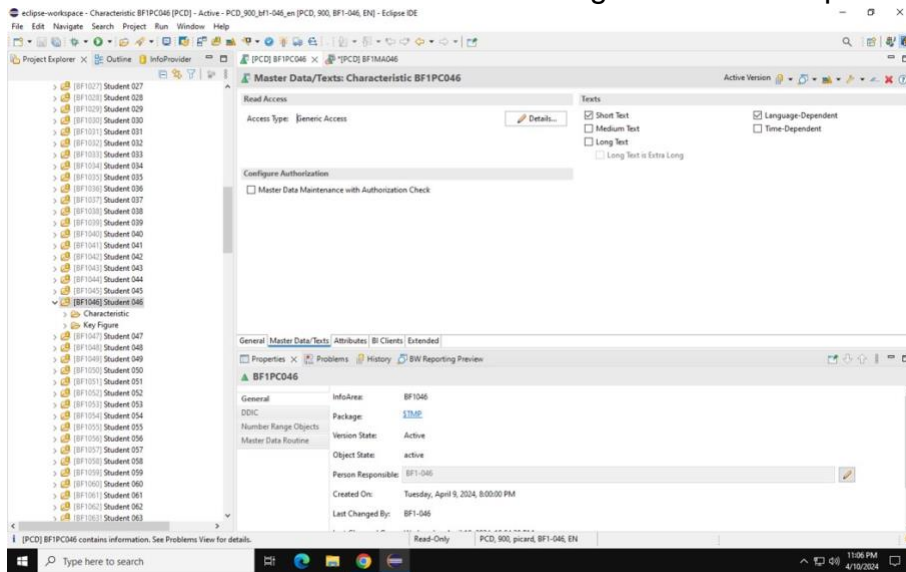 eclipse-workspace - Characteristic BF1PC046 [PCD] - Active - PCD_900_bf1-046_en [PCD, 900, BF1-046, EN] - Eclipse IDE
File Edit Navigate Search Project Run Window Help
Project Explorer Outline InfoProvider
[PCD] BF1PC046 *[PCD] BF1MA046
Master Data/Texts: Characteristic BF1PC046
Active Version
[BF1027] Student 027
[BF1028] Student 028
[BF1029] Student 029
[BF1030] Student 030
[BF1031] Student 031
[BF1032] Student 032
[BF1033] Student 033
[BF1034] Student 034
[BF1035] Student 035
[BF1036] Student 036
[BF1037] Student 037
[BF1038] Student 038
[BF1039] Student 039
[BF1040] Student 040
[BF1041] Student 041
[BF1042] Student 042
[BF1043] Student 043
[BF1044] Student 044
[BF1045] Student 045
[BF1046] Student 046
Characteristic
Key Figure
[BF1047] Student 047
[BF1048] Student 048
[BF1049] Student 049
[BF1050] Student 050
[BF1051] Student 051
[BF1052] Student 052
[BF1053] Student 053
[BF1054] Student 054
[BF1055] Student 055
[BF1056] Student 056
[BF1057] Student 057
[BF1058] Student 058
[BF1059] Student 059
[BF1060] Student 060
[BF1061] Student 061
[BF1062] Student 062
[BF1063] Student 063
Read Access
Access Type: Generic Access
Details...
Configure Authorization
Master Data Maintenance with Authorization Check
Texts
Short Text
Language-Dependent
Medium Text
Time-Dependent
Long Text
Long Text is Extra Long
General Master Data/Texts Attributes BI Clients Extended
Properties Problems History BW Reporting Preview
BF1PC046
General
DDIC
Number Range Objects
Master Data Routine
InfoArea: BF1046
Package: $TMP
Version State: Active
Object State: active
Person Responsible: BF1-046
Created On: Tuesday, April 9, 2024, 8:00:00 PM
Last Changed By: BF1-046
[PCD] BF1PC046 contains information. See Problems View for details.
Read-Only
PCD, 900, picard, BF1-046, EN
Type here to search
11:06 PM
4/10/2024